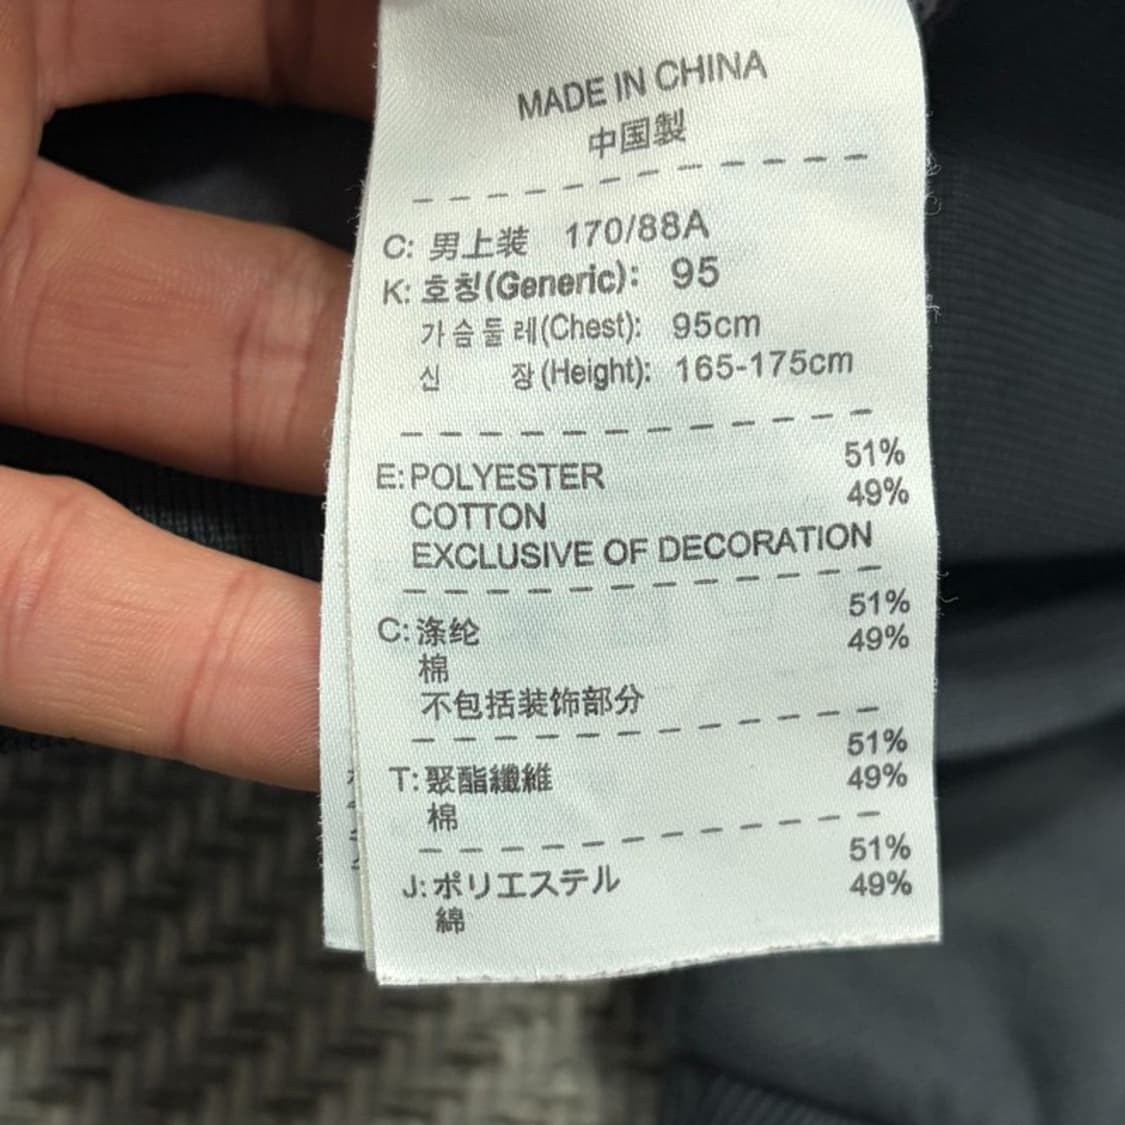 MADE IN CHINA
中国製
C: 男上装 170/88A
K: 호칭(Generic): 95
가슴둘레(Chest): 95cm
신 장(Height): 165-175cm
E:POLYESTER 51%
COTTON 49%
EXCLUSIVE OF DECORATION
C:涤纶 51%
棉 49%
不包括装饰部分
T:聚酯纖維 51%
棉 49%
J:ポリエステル 51%
綿 49%